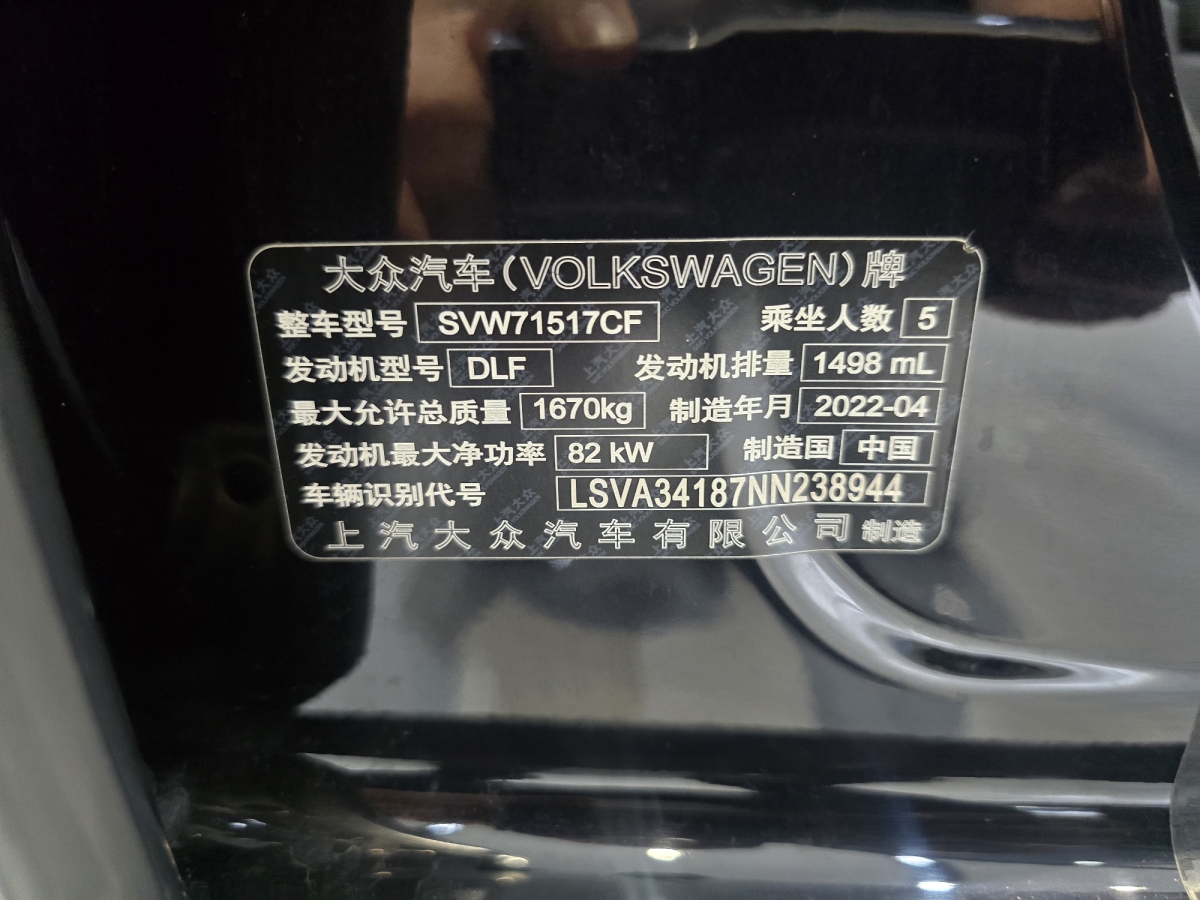 大众汽车(VOLKSWAGEN)牌
整车型号 SVW71517CF 乘坐人数 5
发动机型号 DLF 发动机排量 1498 mL
最大允许总质量 1670kg 制造年月 2022-04
发动机最大净功率 82 kW 制造国 中国
车辆识别代号 LSVA34187NN238944
上汽大众汽车有限公司 制造